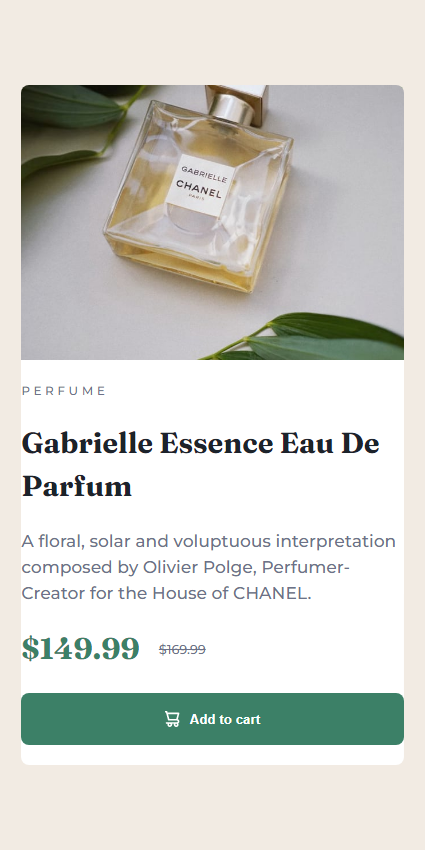 GABRIELLE
CHANEL
PARIS
PERFUME
Gabrielle Essence Eau De
Parfum
A floral, solar and voluptuous interpretation
composed by Olivier Polge, Perfumer-
Creator for the House of CHANEL.
$149.99 $169.99
Add to cart